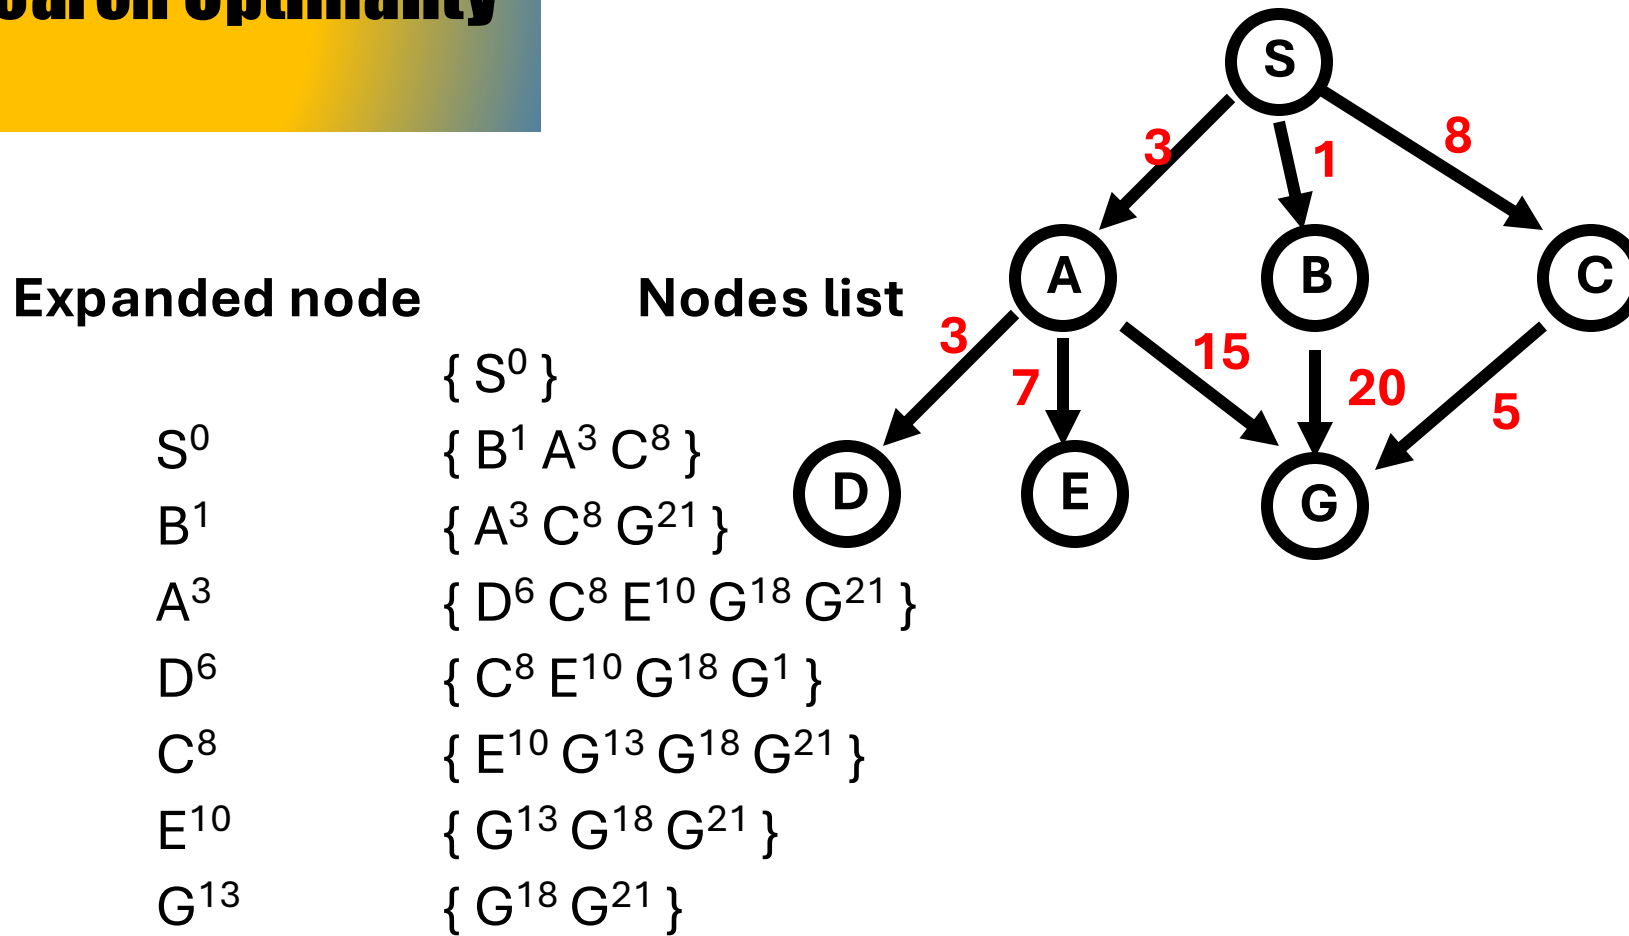 Optimality
S
3 1 8
A B C
Expanded node Nodes list
3 7 15 20 5
{ S⁰ }
S⁰ { B¹ A³ C⁸ }
D E G
B¹ { A³ C⁸ G²¹ }
A³ { D⁶ C⁸ E¹⁰ G¹⁸ G²¹ }
D⁶ { C⁸ E¹⁰ G¹⁸ G¹ }
C⁸ { E¹⁰ G¹³ G¹⁸ G²¹ }
E¹⁰ { G¹³ G¹⁸ G²¹ }
G¹³ { G¹⁸ G²¹ }